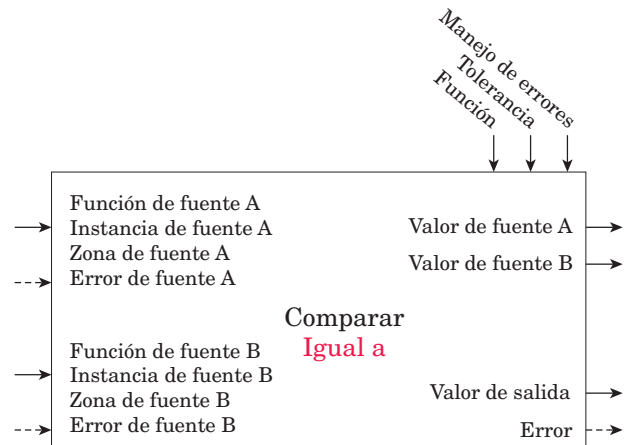 Manejo de errores
Tolerancia
Función
Función de fuente A
Instancia de fuente A
Zona de fuente A
Error de fuente A
Valor de fuente A
Valor de fuente B
Comparar
Igual a
Función de fuente B
Instancia de fuente B
Zona de fuente B
Error de fuente B
Valor de salida
Error